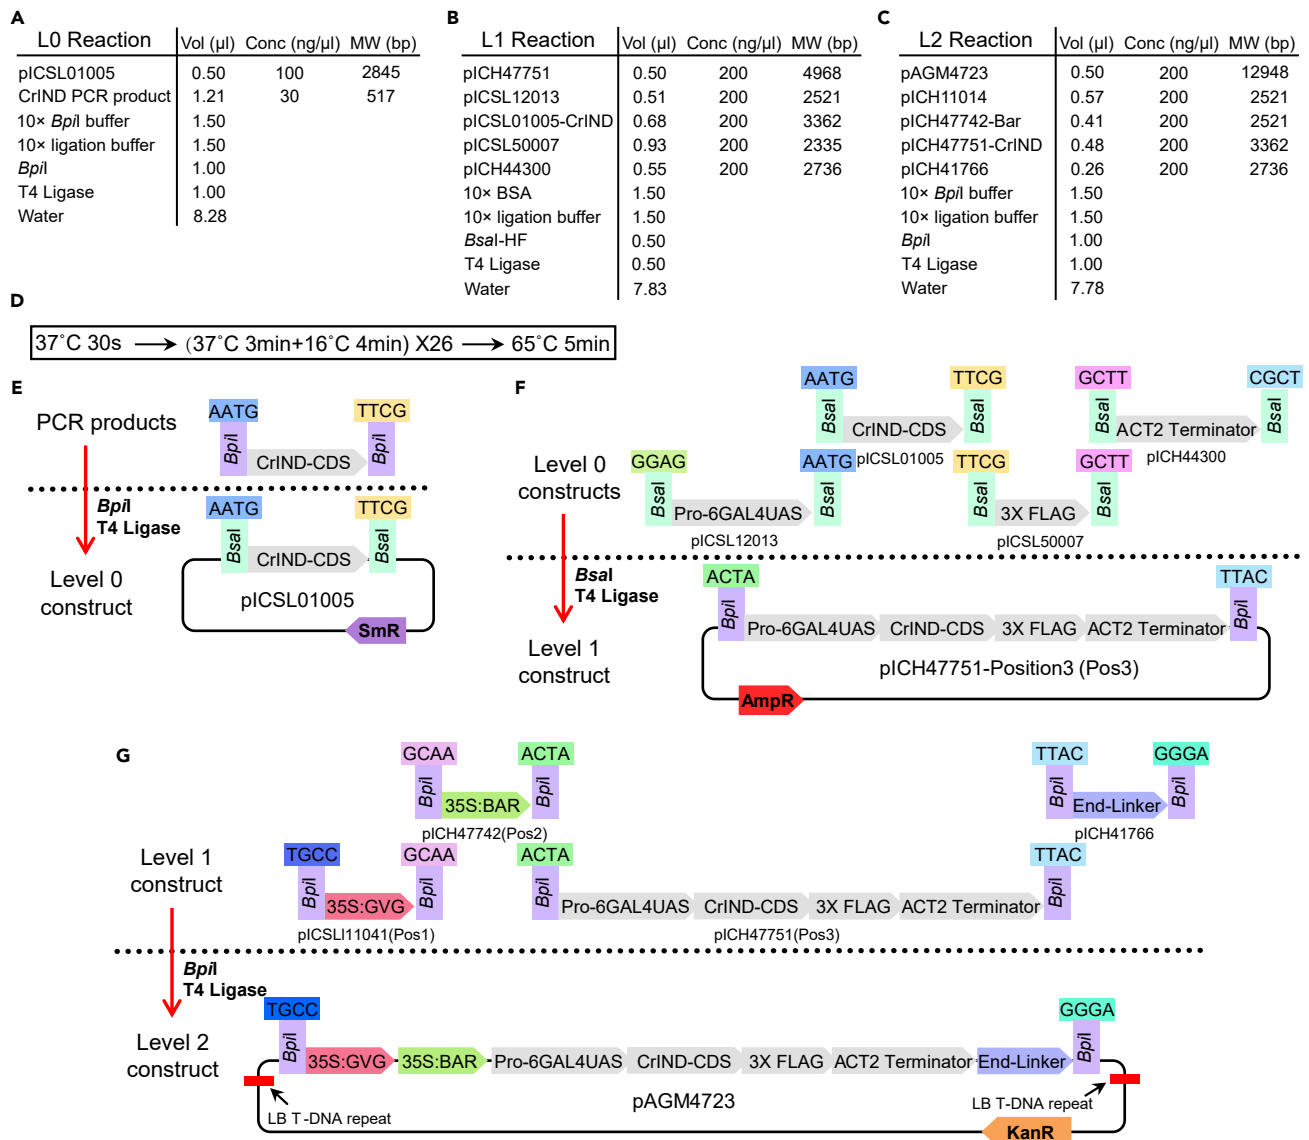 A
L0 Reaction Vol (µl) Conc (ng/µl) MW (bp)
pICSL01005 0.50 100 2845
CrIND PCR product 1.21 30 517
10× BpiI buffer 1.50
10× ligation buffer 1.50
BpiI 1.00
T4 Ligase 1.00
Water 8.28
B
L1 Reaction Vol (µl) Conc (ng/µl) MW (bp)
pICH47751 0.50 200 4968
pICSL12013 0.51 200 2521
pICSL01005-CrIND 0.68 200 3362
pICSL50007 0.93 200 2335
pICH44300 0.55 200 2736
10× BSA 1.50
10× ligation buffer 1.50
BsaI-HF 0.50
T4 Ligase 0.50
Water 7.83
C
L2 Reaction Vol (µl) Conc (ng/µl) MW (bp)
pAGM4723 0.50 200 12948
pICH11014 0.57 200 2521
pICH47742-Bar 0.41 200 2521
pICH47751-CrIND 0.48 200 3362
pICH41766 0.26 200 2736
10× BpiI buffer 1.50
10× ligation buffer 1.50
BpiI 1.00
T4 Ligase 1.00
Water 7.78
D
37°C 30s → (37°C 3min+16°C 4min) X26 → 65°C 5min
E
PCR products
AATG TTCG
BpiI CrIND-CDS BpiI
BpiI
T4 Ligase
AATG TTCG
BsaI CrIND-CDS BsaI
Level 0
construct
pICSL01005
SmR
F
AATG TTCG GCTT CGCT
BsaI CrIND-CDS BsaI BsaI ACT2 Terminator BsaI
pICSL01005 pICH44300
Level 0
constructs
GGAG AATG TTCG GCTT
BsaI Pro-6GAL4UAS BsaI BsaI 3X FLAG BsaI
pICSL12013 pICSL50007
BsaI
T4 Ligase
ACTA TTAC
BpiI Pro-6GAL4UAS CrIND-CDS 3X FLAG ACT2 Terminator BpiI
Level 1
construct
pICH47751-Position3 (Pos3)
AmpR
G
GCAA ACTA TTAC GGGA
BpiI 35S:BAR BpiI BpiI End-Linker BpiI
pICH47742(Pos2) pICH41766
Level 1
construct
TGCC GCAA ACTA TTAC
BpiI 35S:GVG BpiI BpiI Pro-6GAL4UAS CrIND-CDS 3X FLAG ACT2 Terminator BpiI
pICSLI11041(Pos1) pICH47751(Pos3)
BpiI
T4 Ligase
TGCC GGGA
Level 2
construct
BpiI 35S:GVG 35S:BAR Pro-6GAL4UAS CrIND-CDS 3X FLAG ACT2 Terminator End-Linker BpiI
LB T-DNA repeat pAGM4723 LB T-DNA repeat
KanR